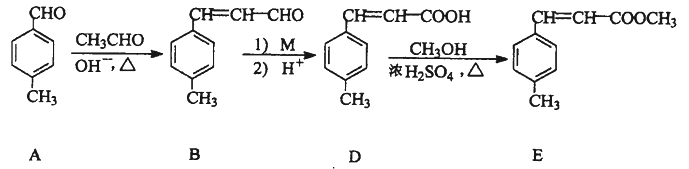 CHO
CH₃
A
CH₃CHO
OH⁻,△
CH=CH—CHO
CH₃
B
1) M
2) H⁺
CH=CH—COOH
CH₃
D
CH₃OH
浓H₂SO₄,△
CH=CH—COOCH₃
CH₃
E